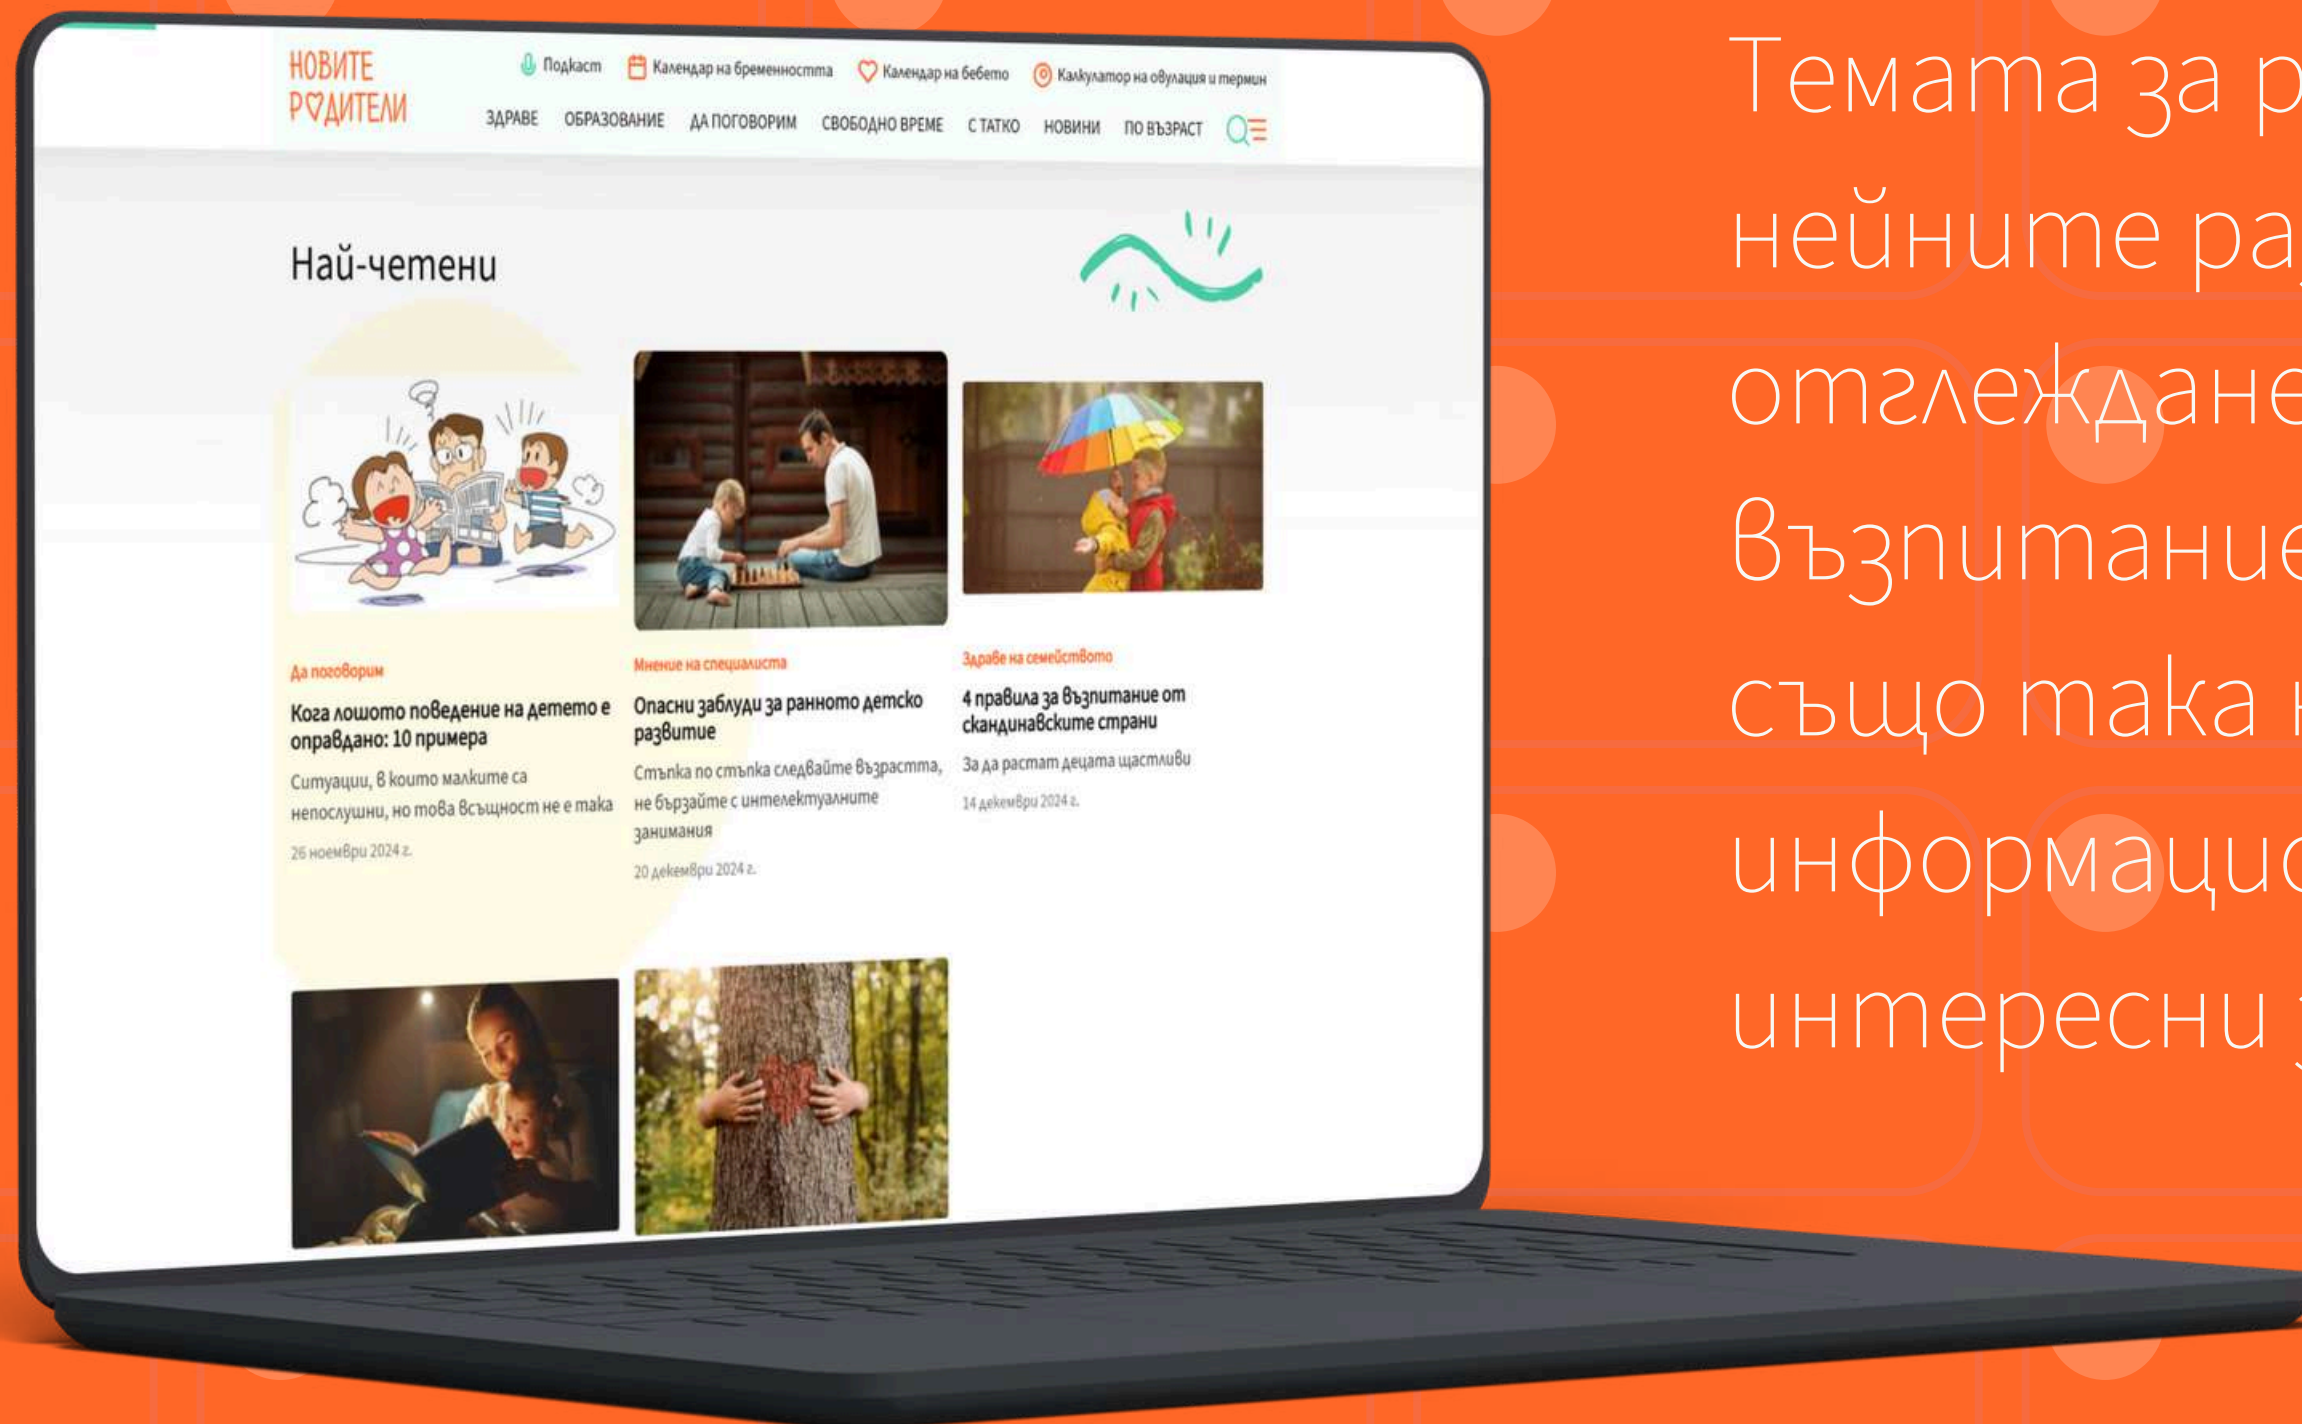 НОВИТЕ
РОДИТЕЛИ
Подкаст
Календар на бременността
Календар на бебето
Калкулатор на овулация и термин
ЗДРАВЕ ОБРАЗОВАНИЕ ДА ПОГОВОРИМ СВОБОДНО ВРЕМЕ С ТАТКО НОВИНИ ПО ВЪЗРАСТ
Най-четени
Да поговорим
Кога лошото поведение на детето е
оправдано: 10 примера
Ситуации, в които малките са
непослушни, но това всъщност не е така
26 ноември 2024 г.
Мнение на специалиста
Опасни заблуди за ранното детско
развитие
Стъпка по стъпка следвайте възрастта,
не бързайте с интелектуалните
занимания
20 декември 2024 г.
Здраве на семейството
4 правила за възпитание от
скандинавските страни
За да растат децата щастливи
14 декември 2024 г.
Темата за
нейните
отглеждане
възпитание
също така
интересни